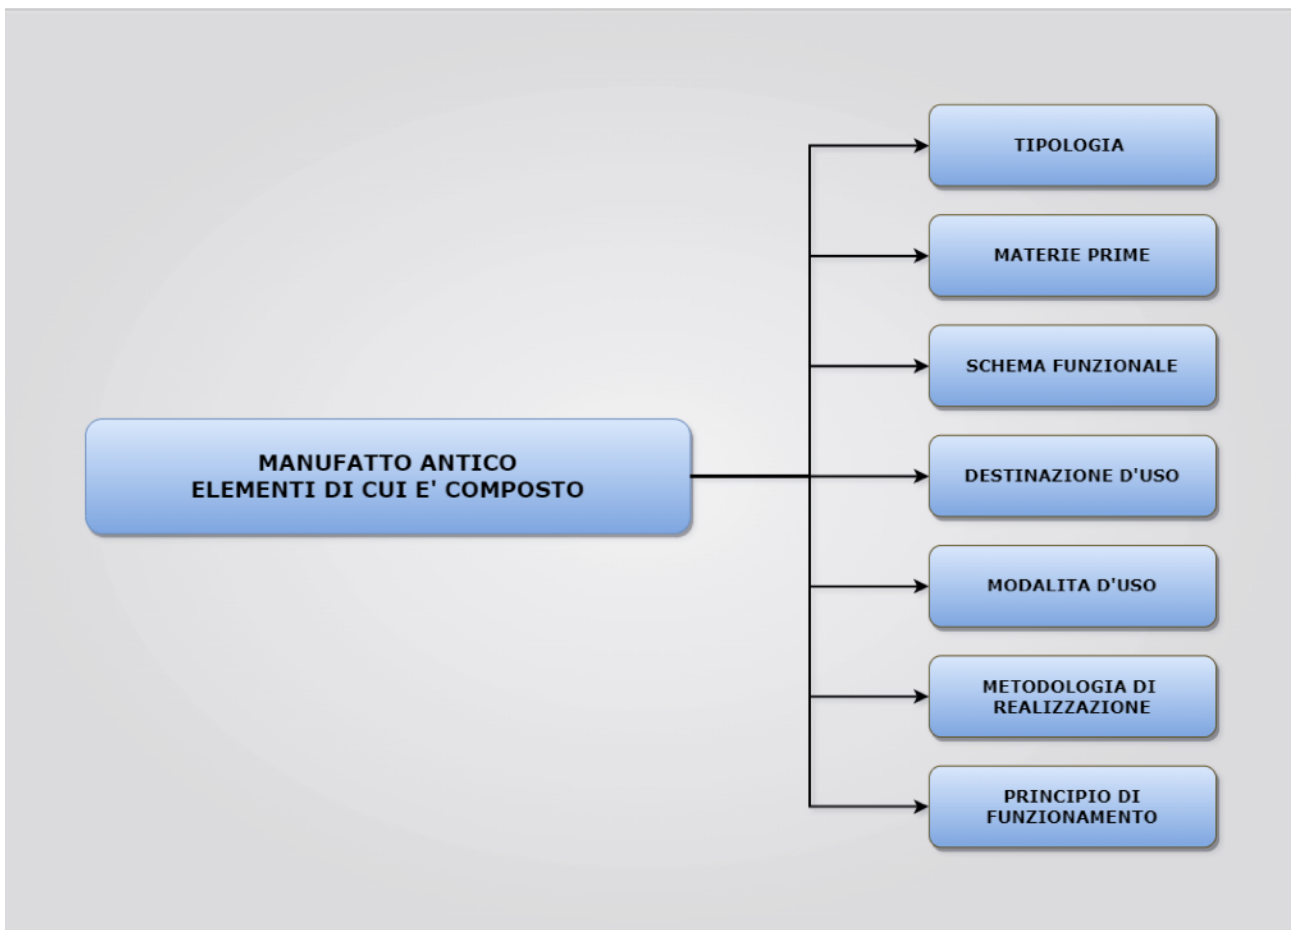 MANUFATTO ANTICO
ELEMENTI DI CUI E' COMPOSTO
TIPOLOGIA
MATERIE PRIME
SCHEMA FUNZIONALE
DESTINAZIONE D'USO
MODALITA D'USO
METODOLOGIA DI
REALIZZAZIONE
PRINCIPIO DI
FUNZIONAMENTO